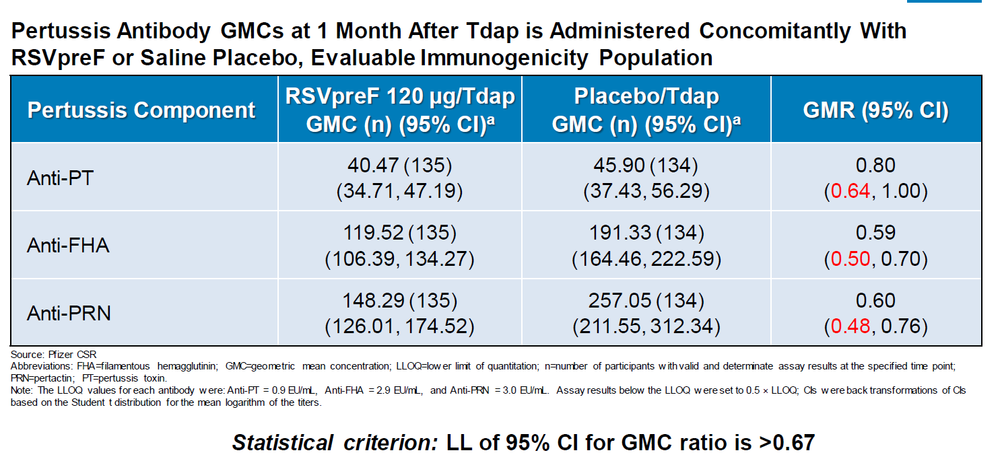 Pertussis Antibody GMCs at 1 Month After Tdap is Administered Concomitantly With
RSVpreF or Saline Placebo, Evaluable Immunogenicity Population
Pertussis Component
RSVpreF 120 µg/Tdap
GMC (n) (95% CI)ᵃ
Placebo/Tdap
GMC (n) (95% CI)ᵃ
GMR (95% CI)
Anti-PT
40.47 (135)
(34.71, 47.19)
45.90 (134)
(37.43, 56.29)
0.80
(0.64, 1.00)
Anti-FHA
119.52 (135)
(106.39, 134.27)
191.33 (134)
(164.46, 222.59)
0.59
(0.50, 0.70)
Anti-PRN
148.29 (135)
(126.01, 174.52)
257.05 (134)
(211.55, 312.34)
0.60
(0.48, 0.76)
Source: Pfizer CSR
Abbreviations: FHA=filamentous hemagglutinin; GMC=geometric mean concentration; LLOQ=lower limit of quantitation; n=number of participants with valid and determinate assay results at the specified time point;
PRN=pertactin; PT=pertussis toxin.
Note: The LLOQ values for each antibody were: Anti-PT = 0.9 EU/mL, Anti-FHA = 2.9 EU/mL, and Anti-PRN = 3.0 EU/mL. Assay results below the LLOQ were set to 0.5 × LLOQ; CIs were back transformations of CIs
based on the Student t distribution for the mean logarithm of the titers.
Statistical criterion: LL of 95% CI for GMC ratio is >0.67